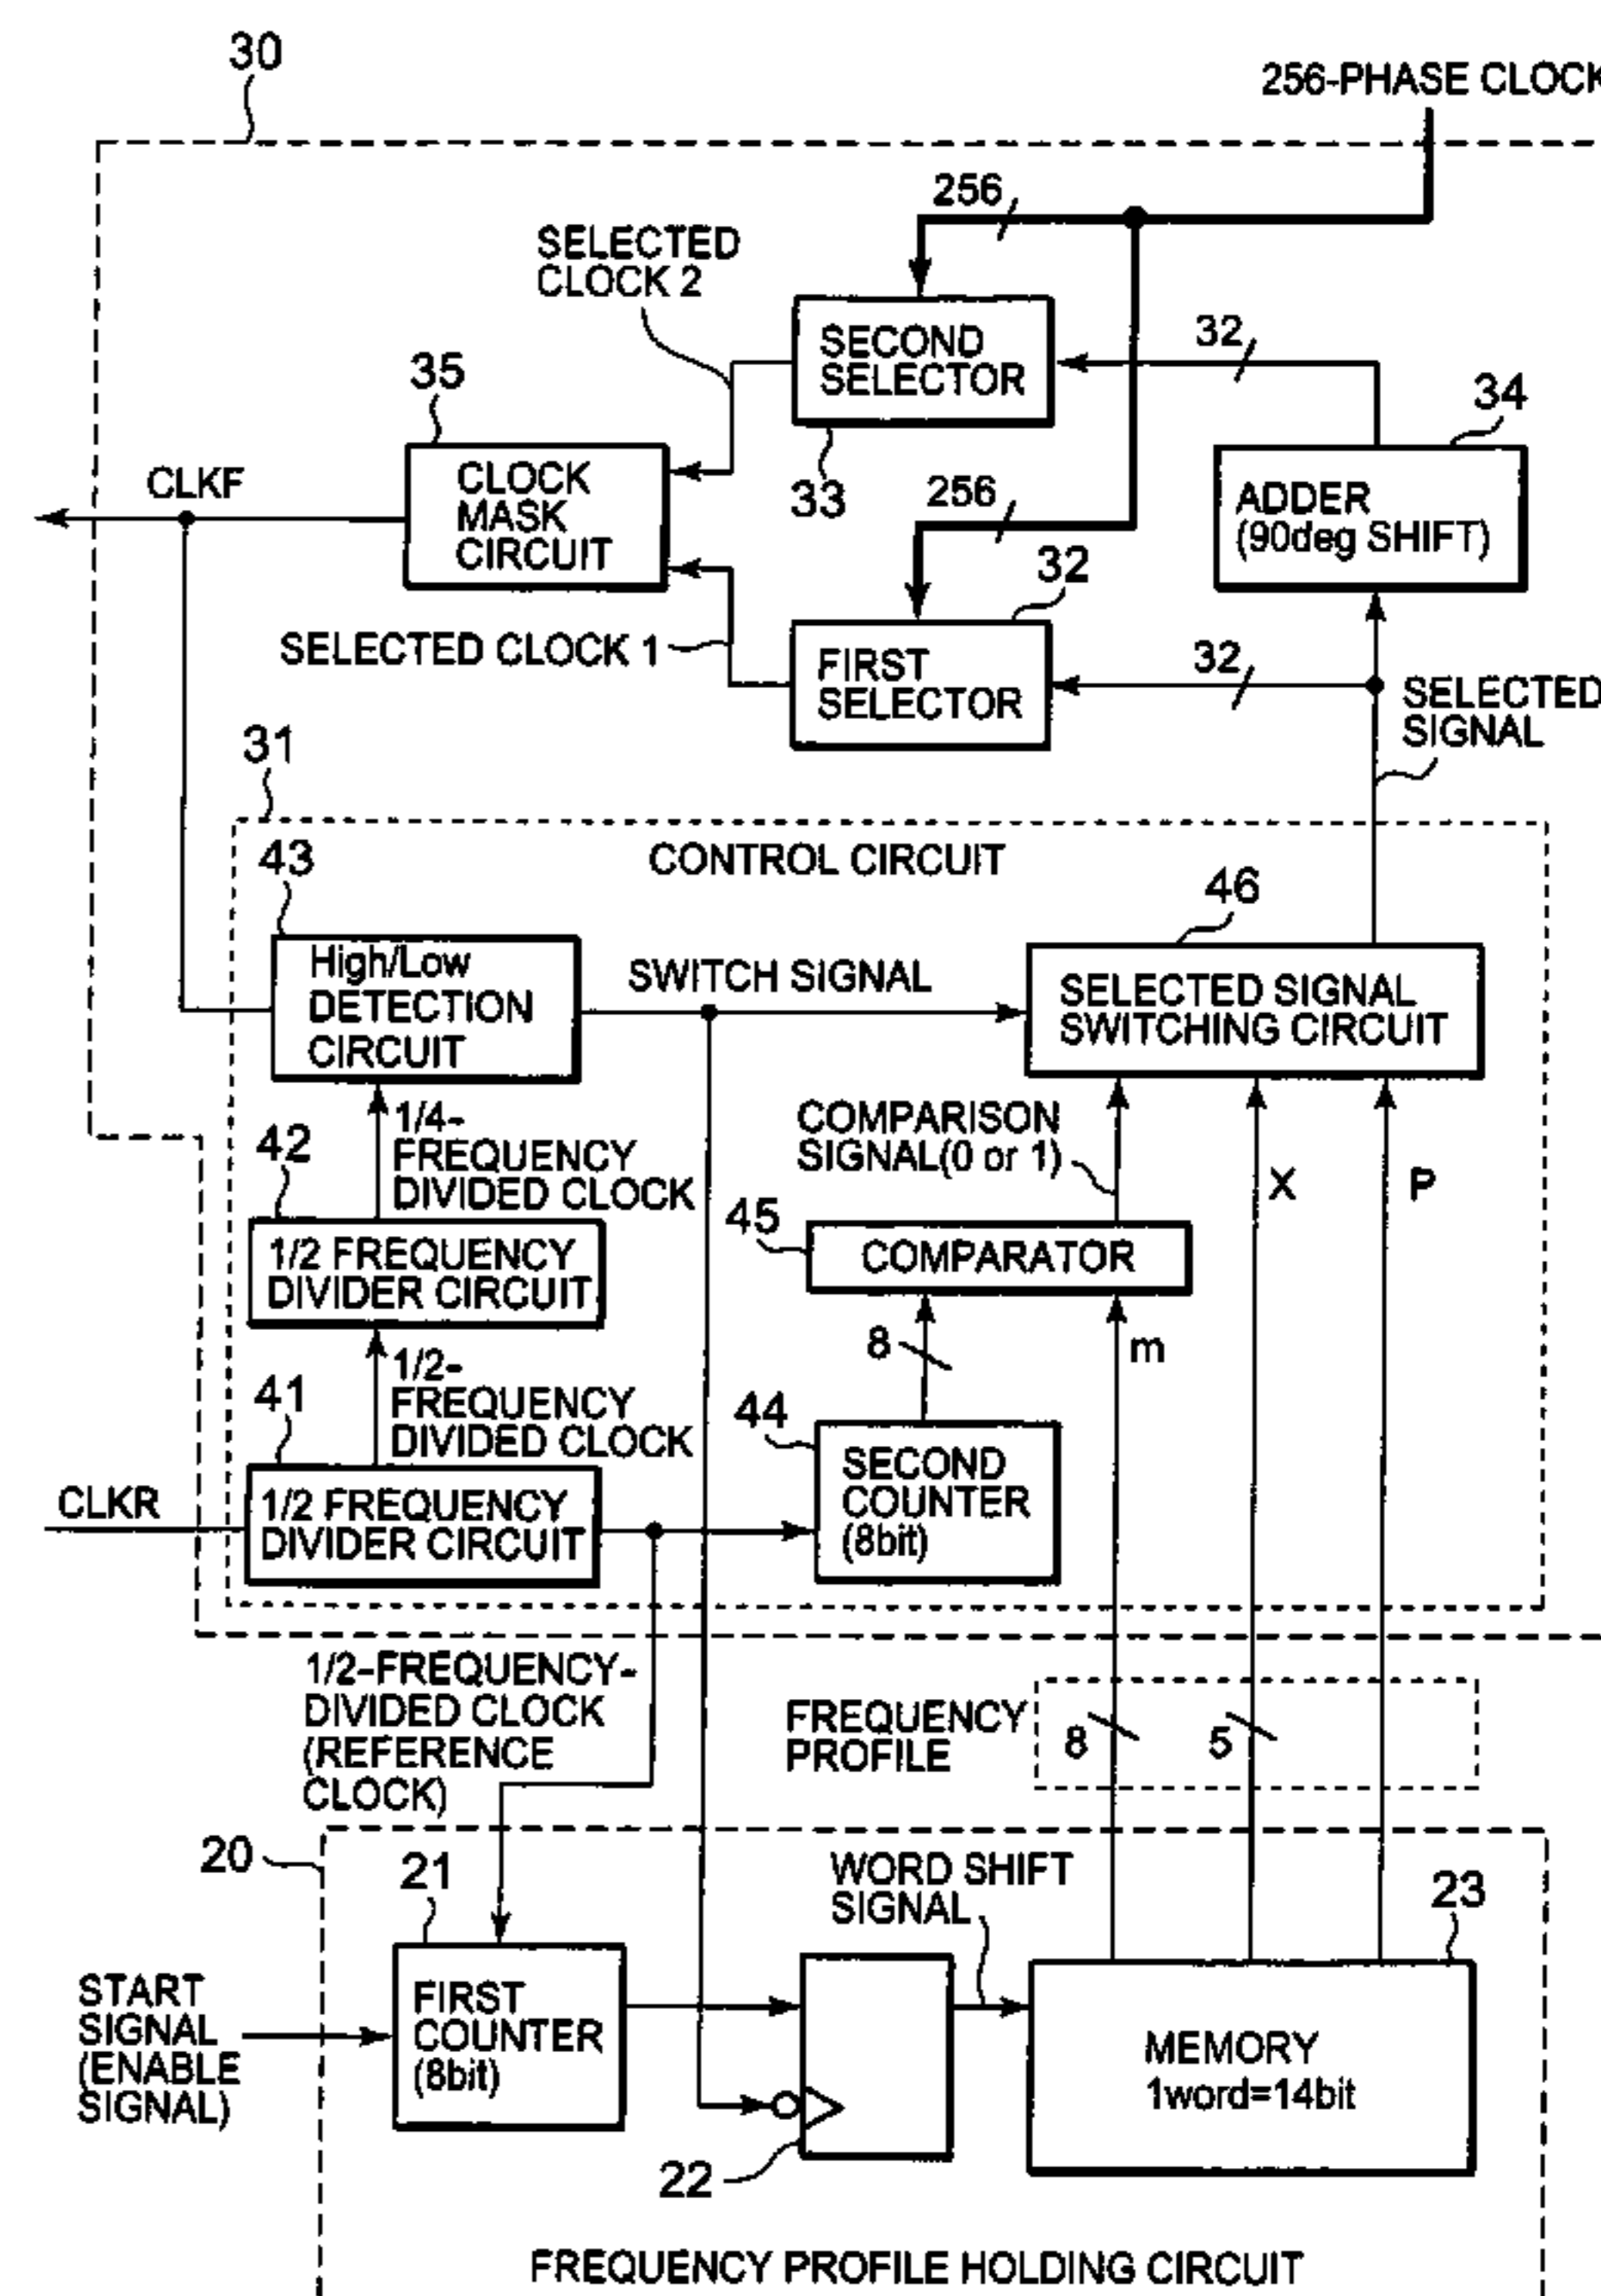 30
256-PHASE CLOCK
256
SELECTED
CLOCK 2
SECOND
SELECTOR
32
35
34
33
CLKF
CLOCK
MASK
CIRCUIT
256
ADDER
(90deg SHIFT)
32
SELECTED CLOCK 1
FIRST
SELECTOR
32
SELECTED
SIGNAL
31
CONTROL CIRCUIT
43
46
High/Low
DETECTION
CIRCUIT
SWITCH SIGNAL
SELECTED SIGNAL
SWITCHING CIRCUIT
1/4-
FREQUENCY
DIVIDED CLOCK
42
COMPARISON
SIGNAL(0 or 1)
X
P
45
1/2 FREQUENCY
DIVIDER CIRCUIT
COMPARATOR
8
m
1/2-
FREQUENCY
DIVIDED CLOCK
41
44
CLKR
1/2 FREQUENCY
DIVIDER CIRCUIT
SECOND
COUNTER
(8bit)
1/2-FREQUENCY-
DIVIDED CLOCK
(REFERENCE
CLOCK)
FREQUENCY
PROFILE
8
5
20
21
WORD SHIFT
SIGNAL
23
START
SIGNAL
(ENABLE
SIGNAL)
FIRST
COUNTER
(8bit)
MEMORY
1word=14bit
22
FREQUENCY PROFILE HOLDING CIRCUIT